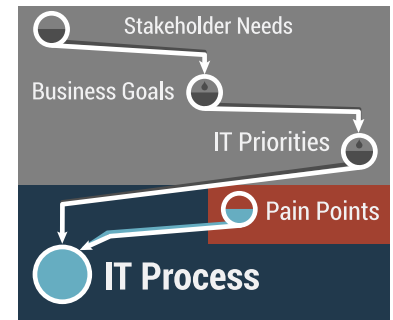 Stakeholder Needs
Business Goals
IT Priorities
Pain Points
IT Process